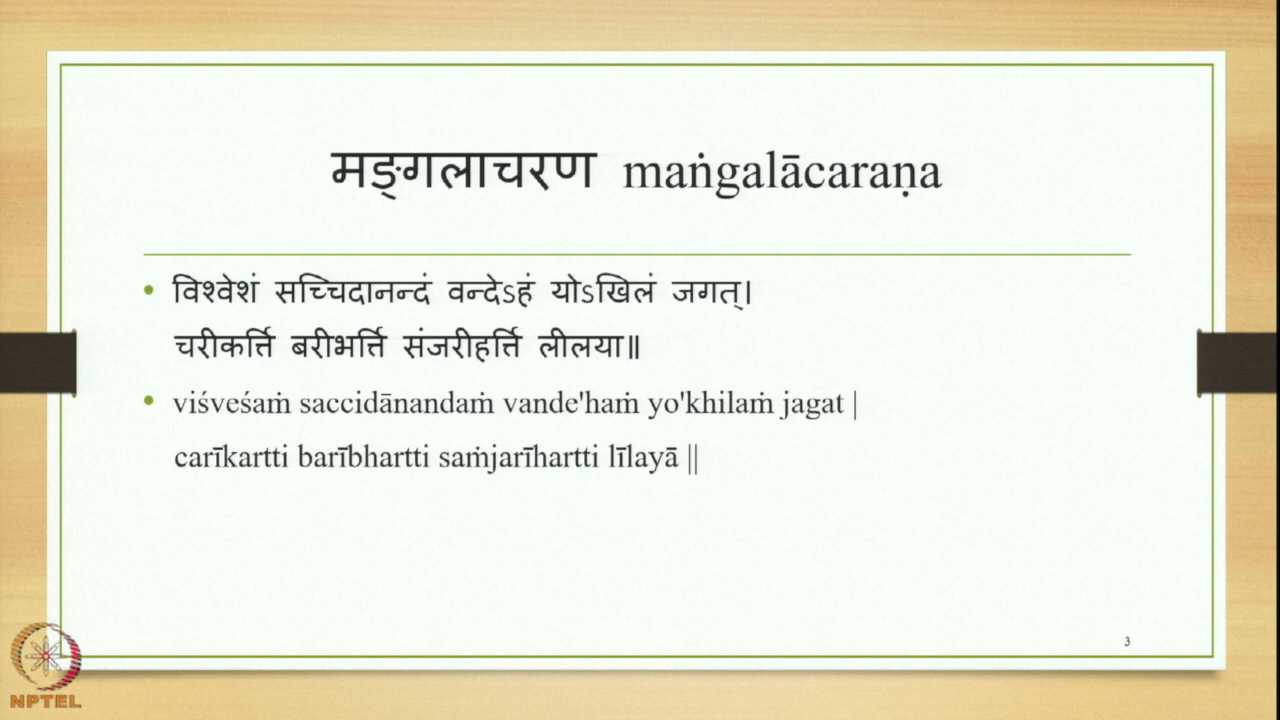 मङ्गलाचरण maṅgalācaraṇa
• विश्वेशं सच्चिदानन्दं वन्देऽहं योऽखिलं जगत्।
चरीकर्त्ति बरीभर्त्ति संजरीहर्त्ति लीलया॥
• viśveśaṁ saccidānandaṁ vande'haṁ yo'khilaṁ jagat |
carīkartti barībhartti saṁjarīhartti līlayā ||
3
NPTEL